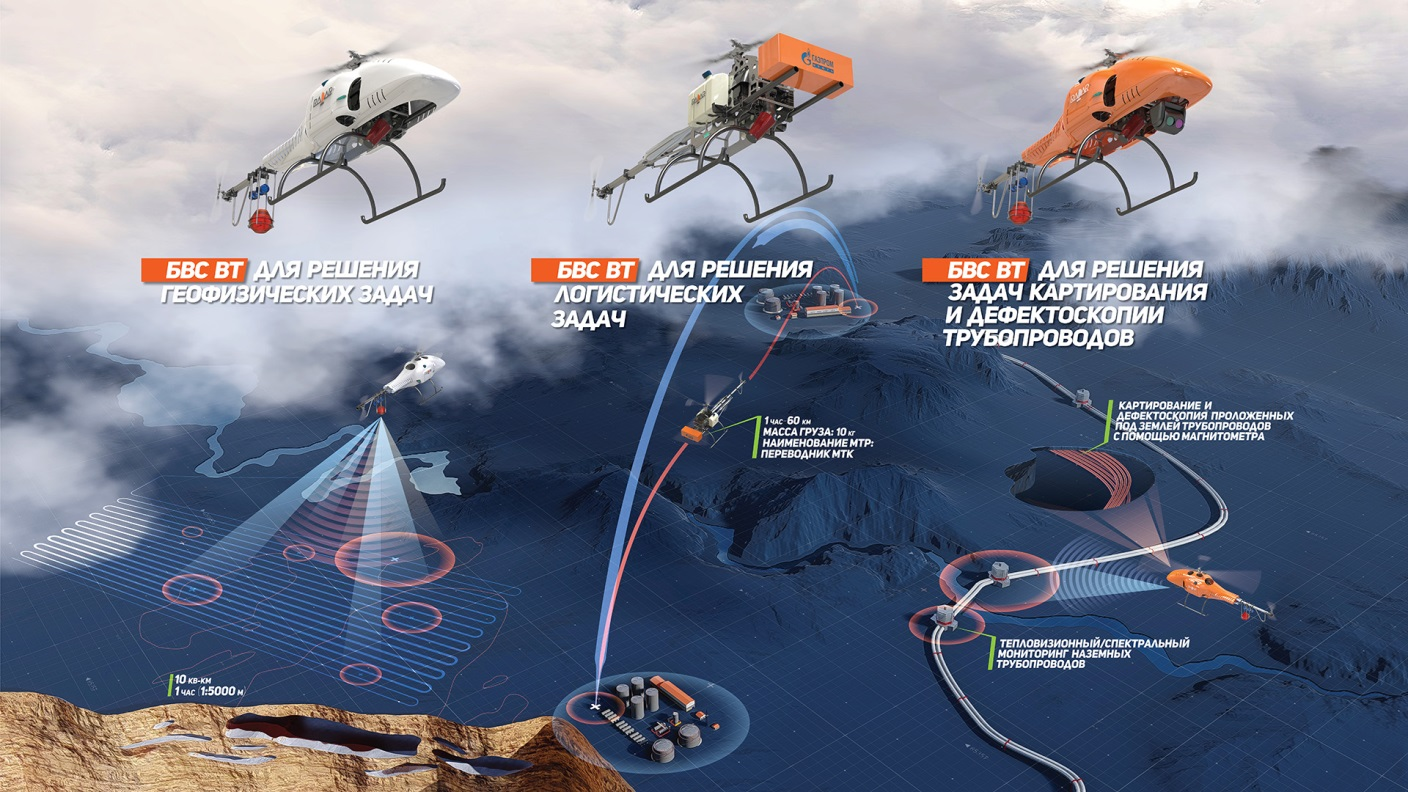 ГАЗПРОМ
БВС ВТ ДЛЯ РЕШЕНИЯ
ГЕОФИЗИЧЕСКИХ ЗАДАЧ
БВС ВТ ДЛЯ РЕШЕНИЯ
ЛОГИСТИЧЕСКИХ
ЗАДАЧ
БВС ВТ ДЛЯ РЕШЕНИЯ
ЗАДАЧ КАРТИРОВАНИЯ
И ДЕФЕКТОСКОПИИ
ТРУБОПРОВОДОВ
1 ЧАС 60 КМ
МАССА ГРУЗА: 10 КГ
НАИМЕНОВАНИЕ МТР:
ПЕРЕВОДНИК МТК
КАРТИРОВАНИЕ И
ДЕФЕКТОСКОПИЯ ПРОЛОЖЕННЫХ
ПОД ЗЕМЛЕЙ ТРУБОПРОВОДОВ
С ПОМОЩЬЮ МАГНИТОМЕТРА
ТЕПЛОВИЗИОННЫЙ/СПЕКТРАЛЬНЫЙ
МОНИТОРИНГ НАЗЕМНЫХ
ТРУБОПРОВОДОВ
10 КВ-КМ
1 ЧАС (1:5000 М)